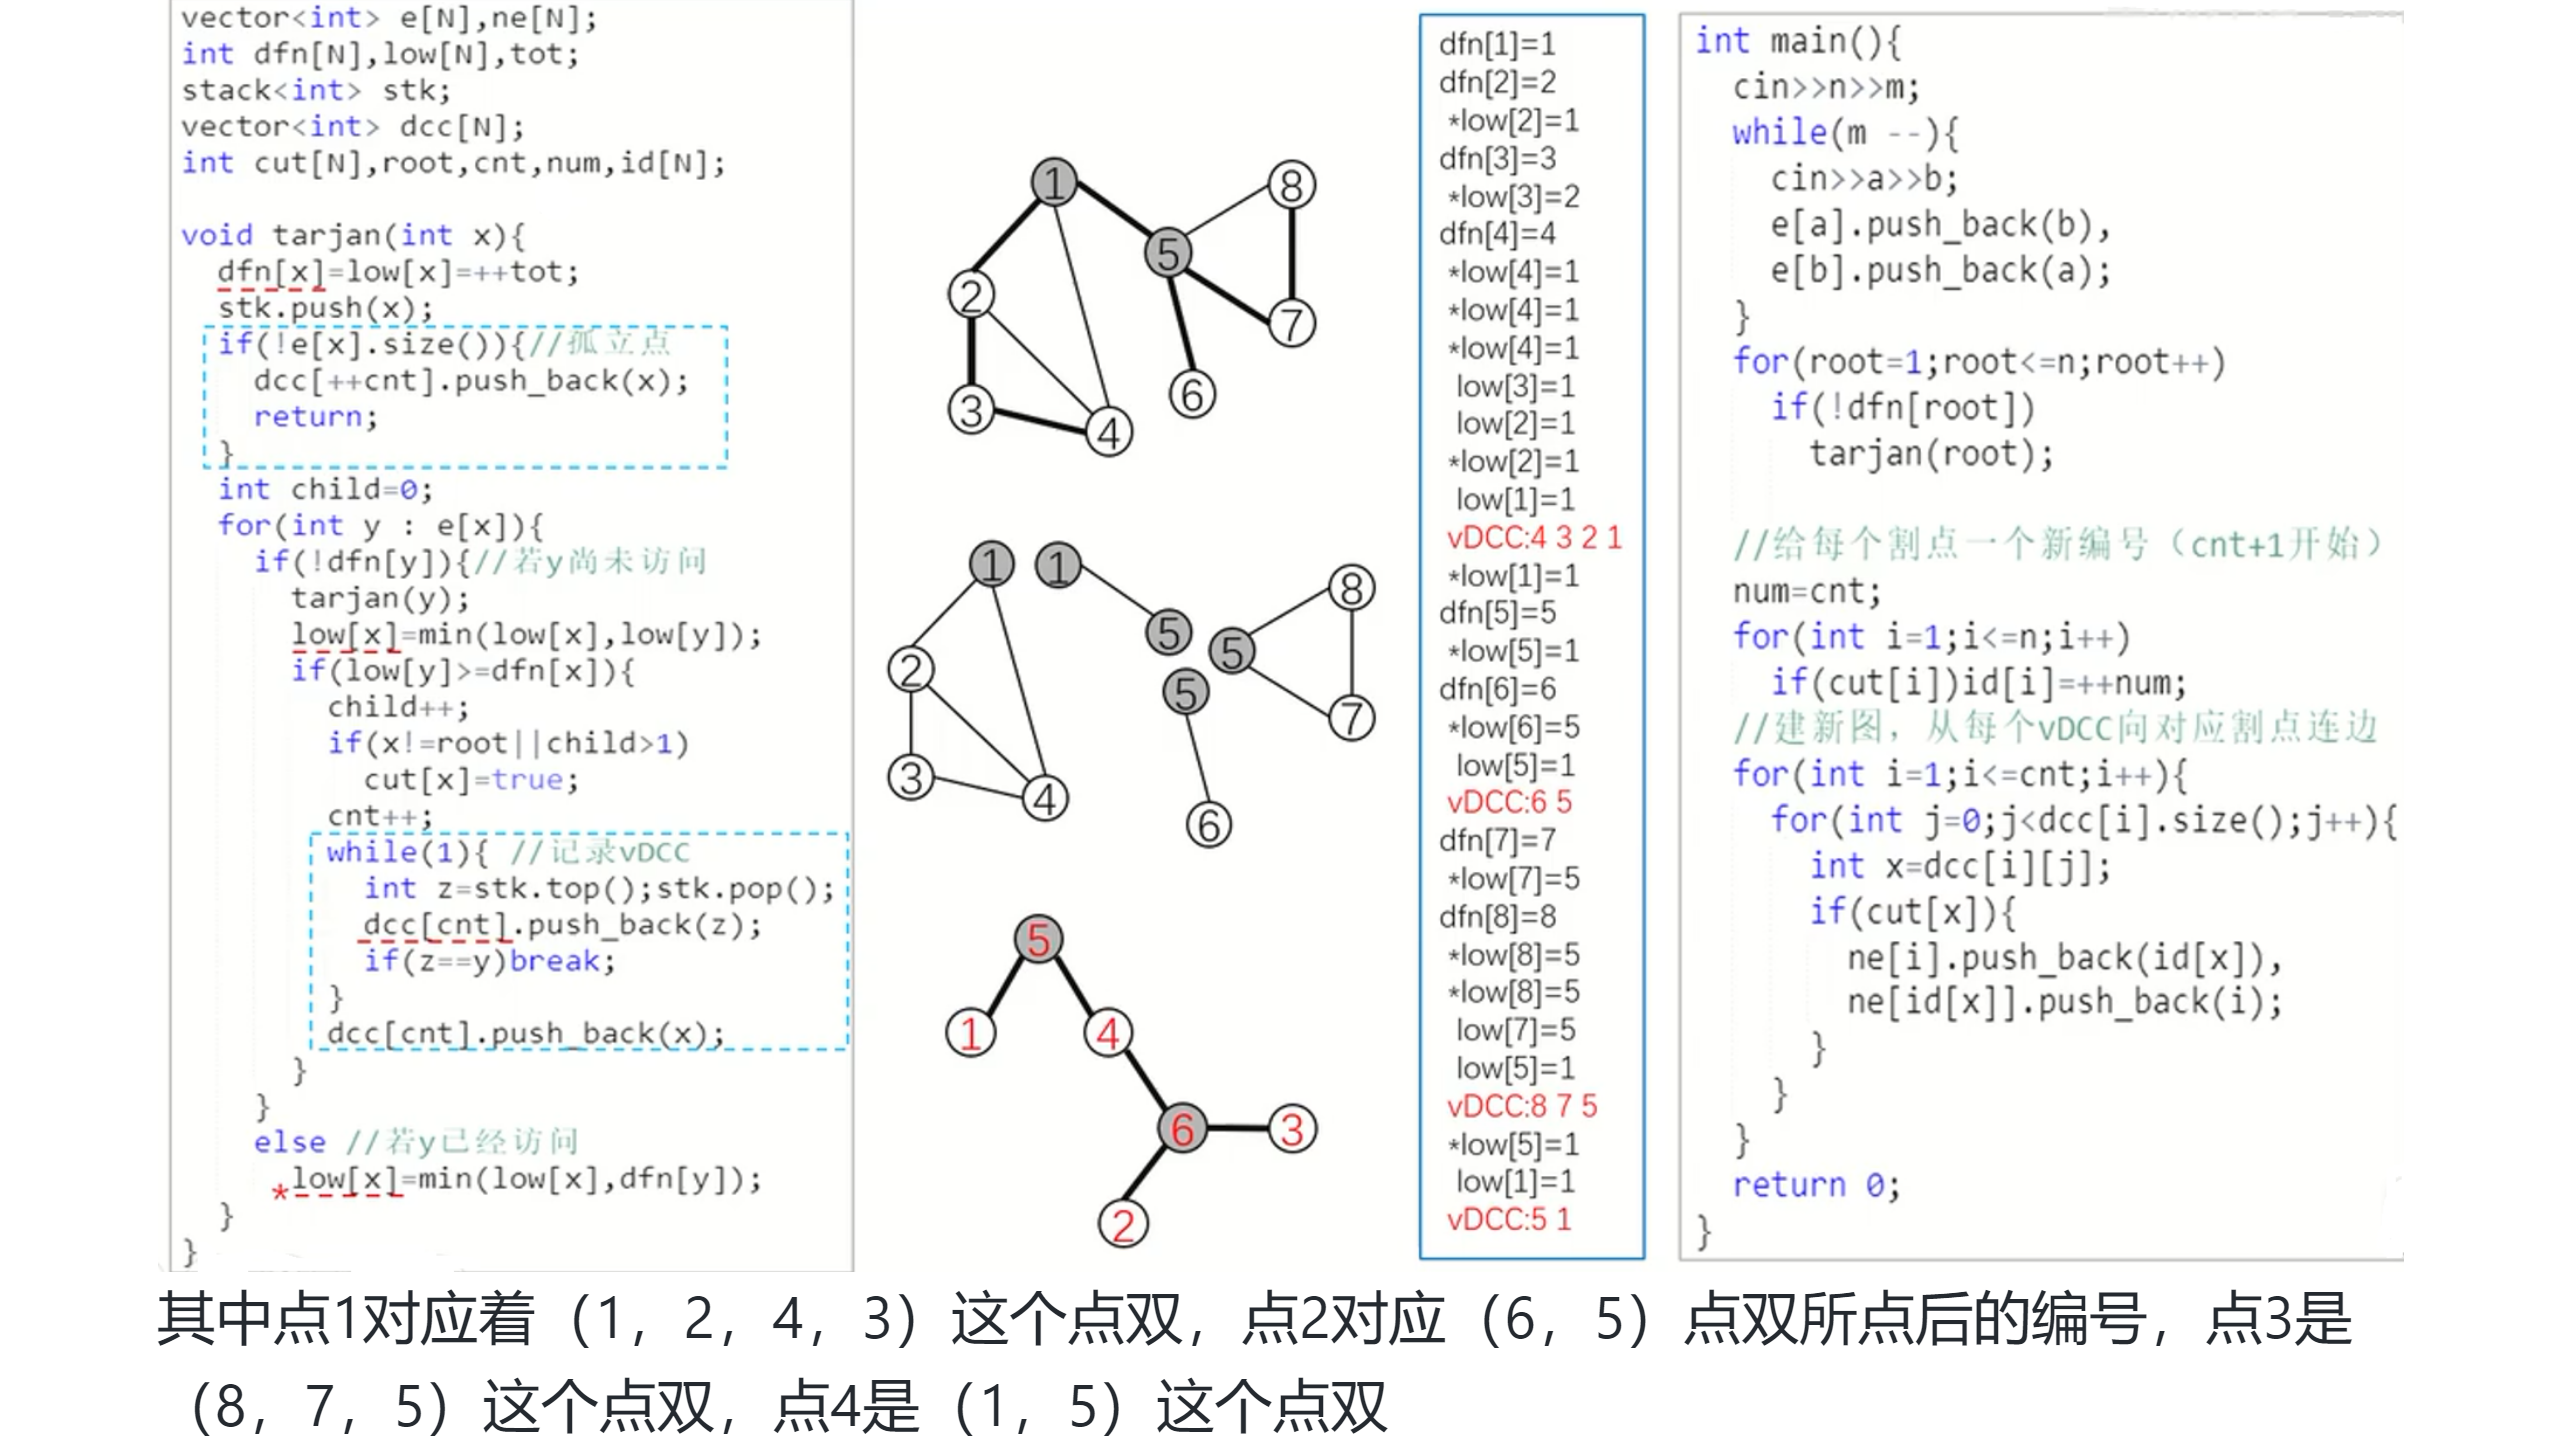 vector<int> e[N],ne[N];
int dfn[N],low[N],tot;
stack<int> stk;
vector<int> dcc[N];
int cut[N],root,cnt,num,id[N];
void tarjan(int x){
dfn[x]=low[x]=++tot;
stk.push(x);
if(!e[x].size()){//孤立点
dcc[++cnt].push_back(x);
return;
}
int child=0;
for(int y : e[x]){
if(!dfn[y]){//若y尚未访问
tarjan(y);
low[x]=min(low[x],low[y]);
if(low[y]>=dfn[x]){
child++;
if(x!=root||child>1)
cut[x]=true;
cnt++;
while(1){ //记录vDCC
int z=stk.top();stk.pop();
dcc[cnt].push_back(z);
if(z==y)break;
}
dcc[cnt].push_back(x);
}
}
else //若y已经访问
*low[x]=min(low[x],dfn[y]);
}
}
1
8
5
2
7
6
3
4
1
1
8
5
5
2
5
7
3
4
6
5
1
4
6
3
2
dfn[1]=1
dfn[2]=2
*low[2]=1
dfn[3]=3
*low[3]=2
dfn[4]=4
*low[4]=1
*low[4]=1
*low[4]=1
low[3]=1
low[2]=1
*low[2]=1
low[1]=1
vDCC:4 3 2 1
*low[1]=1
dfn[5]=5
*low[5]=1
dfn[6]=6
*low[6]=5
low[5]=1
vDCC:6 5
dfn[7]=7
*low[7]=5
dfn[8]=8
*low[8]=5
*low[8]=5
low[7]=5
low[5]=1
vDCC:8 7 5
*low[5]=1
low[1]=1
vDCC:5 1
int main(){
cin>>n>>m;
while(m --){
cin>>a>>b;
e[a].push_back(b),
e[b].push_back(a);
}
for(root=1;root<=n;root++)
if(!dfn[root])
tarjan(root);
//给每个割点一个新编号（cnt+1开始）
num=cnt;
for(int i=1;i<=n;i++)
if(cut[i])id[i]=++num;
//建新图，从每个vDCC向对应割点连边
for(int i=1;i<=cnt;i++){
for(int j=0;j<dcc[i].size();j++){
int x=dcc[i][j];
if(cut[x]){
ne[i].push_back(id[x]),
ne[id[x]].push_back(i);
}
}
}
return 0;
}
其中点1对应着（1，2，4，3）这个点双，点2对应（6，5）点双所点后的编号，点3是
（8，7，5）这个点双，点4是（1，5）这个点双